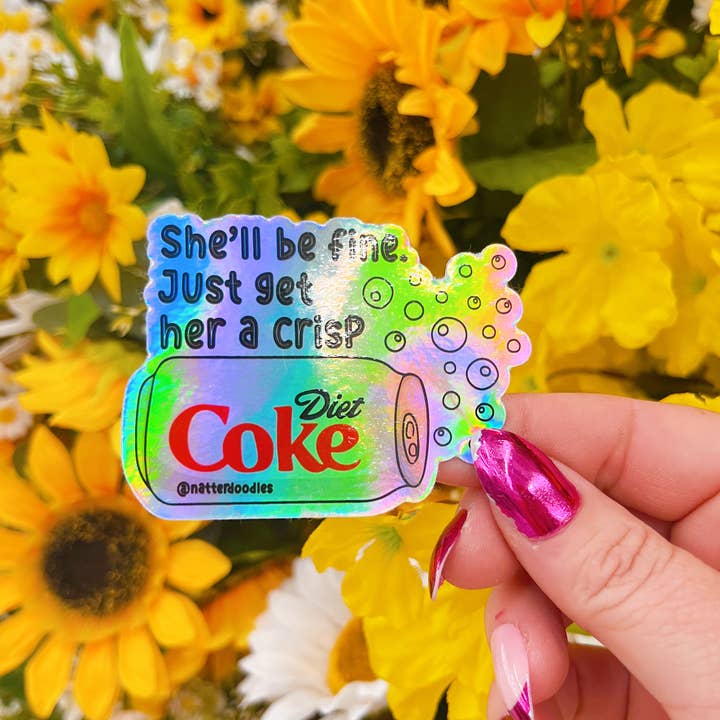 She'll be fine.
Just get
her a crisp
Diet
Coke
@natterdoodles